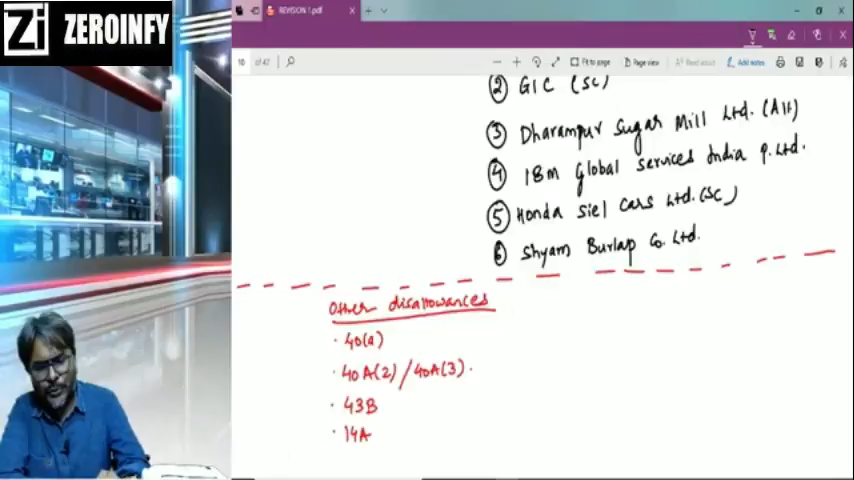 Zi ZEROINFY
REVISION 1.pdf
10 of 47
Fit to page
Page view
Read aloud
Add notes
② GIC (SC)
③ Dharampur Sugar Mill Ltd. (All)
④ IBM Global Services India P. Ltd.
⑤ Honda Siel Cars Ltd. (SC)
⑥ Shyam Burlap Co. Ltd.
Other disallowances
· 40(a)
· 40A(2) / 40A(3).
· 43B
· 14A